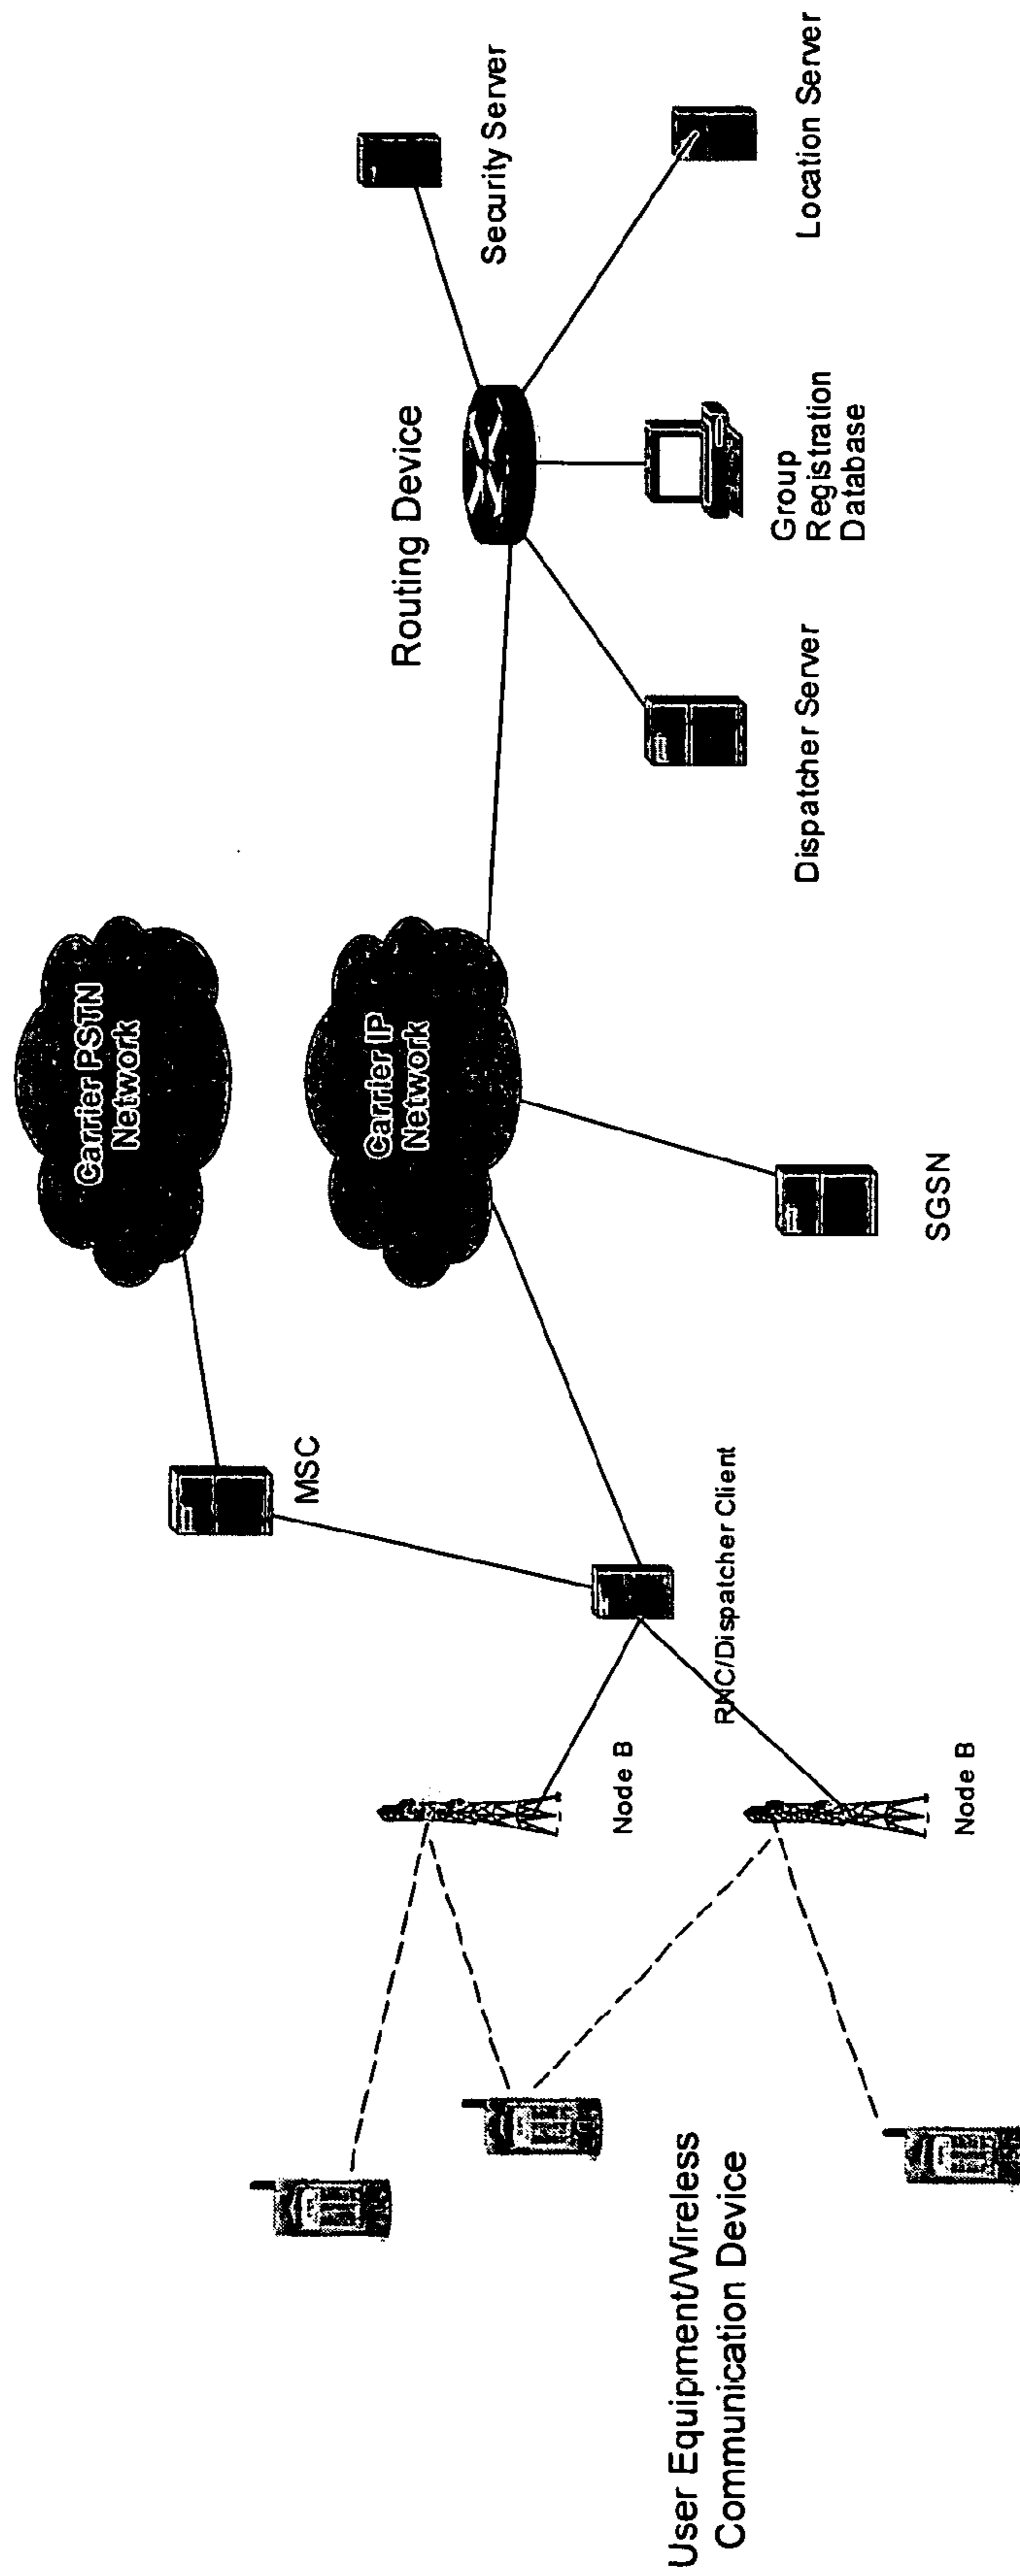 Carrier PSTN
Network
Carrier IP
Network
MSC
SGSN
Routing Device
Security Server
Location Server
Group
Registration
Database
Dispatcher Server
RNC/Dispatcher Client
Node B
Node B
User Equipment/Wireless
Communication Device